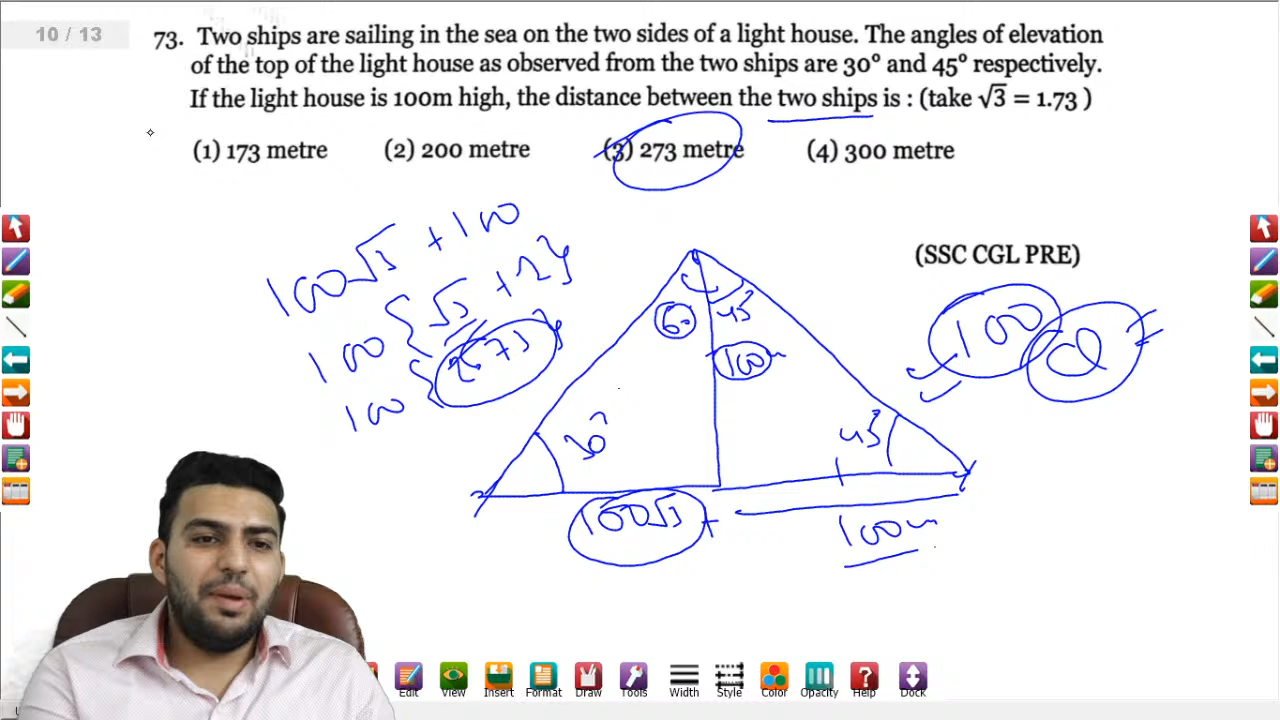 10 / 13
73. Two ships are sailing in the sea on the two sides of a light house. The angles of elevation
of the top of the light house as observed from the two ships are 30° and 45° respectively.
If the light house is 100m high, the distance between the two ships is : (take √3 = 1.73 )
(1) 173 metre (2) 200 metre (3) 273 metre (4) 300 metre
(SSC CGL PRE)
100√3 + 100
100 {√3 + 1}
100 {2.73}
60 45°
100m
100
30° 45°
100√3 +
100m
Edit View Insert Format Draw Tools Width Style Color Opacity Help Dock